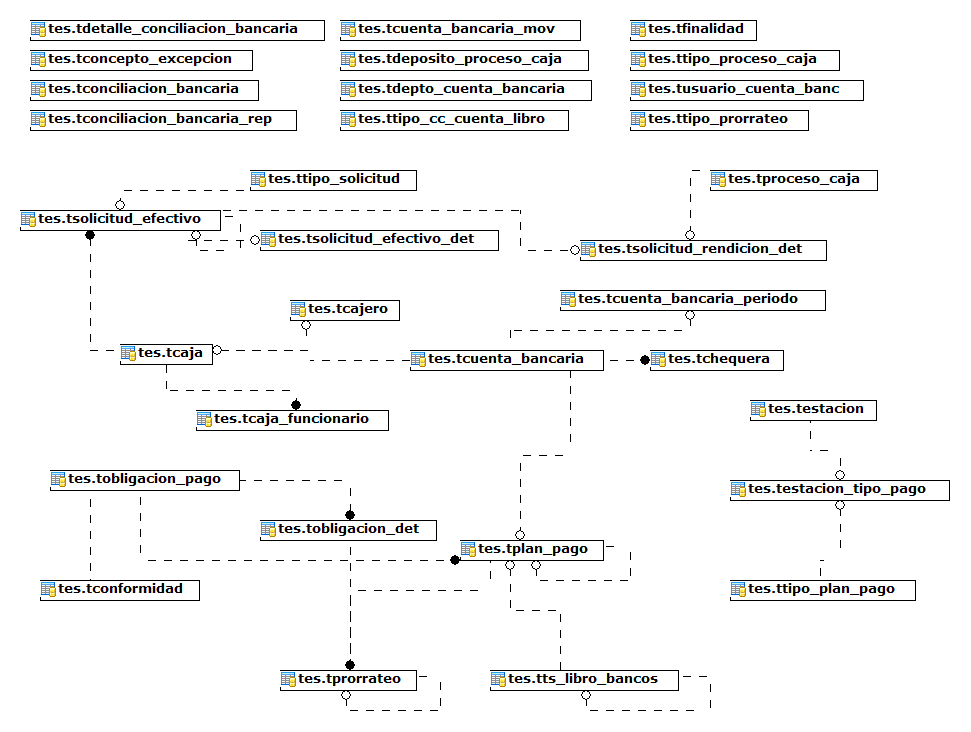 tes.tdetalle_conciliacion_bancaria
tes.tcuenta_bancaria_mov
tes.tfinalidad
tes.tconcepto_excepcion
tes.tdeposito_proceso_caja
tes.ttipo_proceso_caja
tes.tconciliacion_bancaria
tes.tdepto_cuenta_bancaria
tes.tusuario_cuenta_banc
tes.tconciliacion_bancaria_rep
tes.ttipo_cc_cuenta_libro
tes.ttipo_prorrateo
tes.ttipo_solicitud
tes.tproceso_caja
tes.tsolicitud_efectivo
tes.tsolicitud_efectivo_det
tes.tsolicitud_rendicion_det
tes.tcuenta_bancaria_periodo
tes.tcajero
tes.tcaja
tes.tcuenta_bancaria
tes.tchequera
tes.testacion
tes.tcaja_funcionario
tes.tobligacion_pago
tes.testacion_tipo_pago
tes.tobligacion_det
tes.tplan_pago
tes.tconformidad
tes.ttipo_plan_pago
tes.tprorrateo
tes.tts_libro_bancos